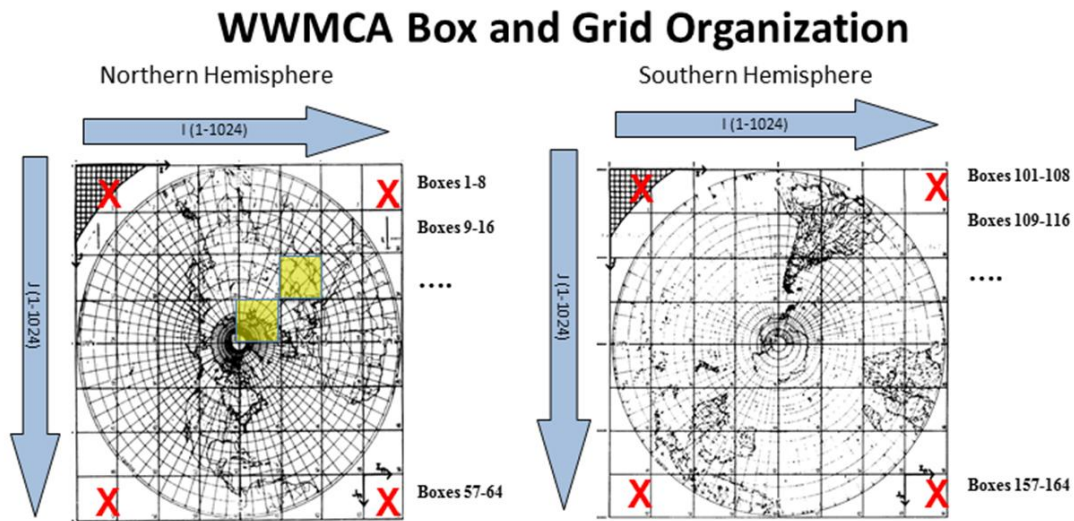 WWMCA Box and Grid Organization
Northern Hemisphere
Southern Hemisphere
I (1-1024)
I (1-1024)
J (1-1024)
J (1-1024)
X
X
X
X
X
X
X
X
Boxes 1-8
Boxes 9-16
....
Boxes 57-64
Boxes 101-108
Boxes 109-116
....
Boxes 157-164